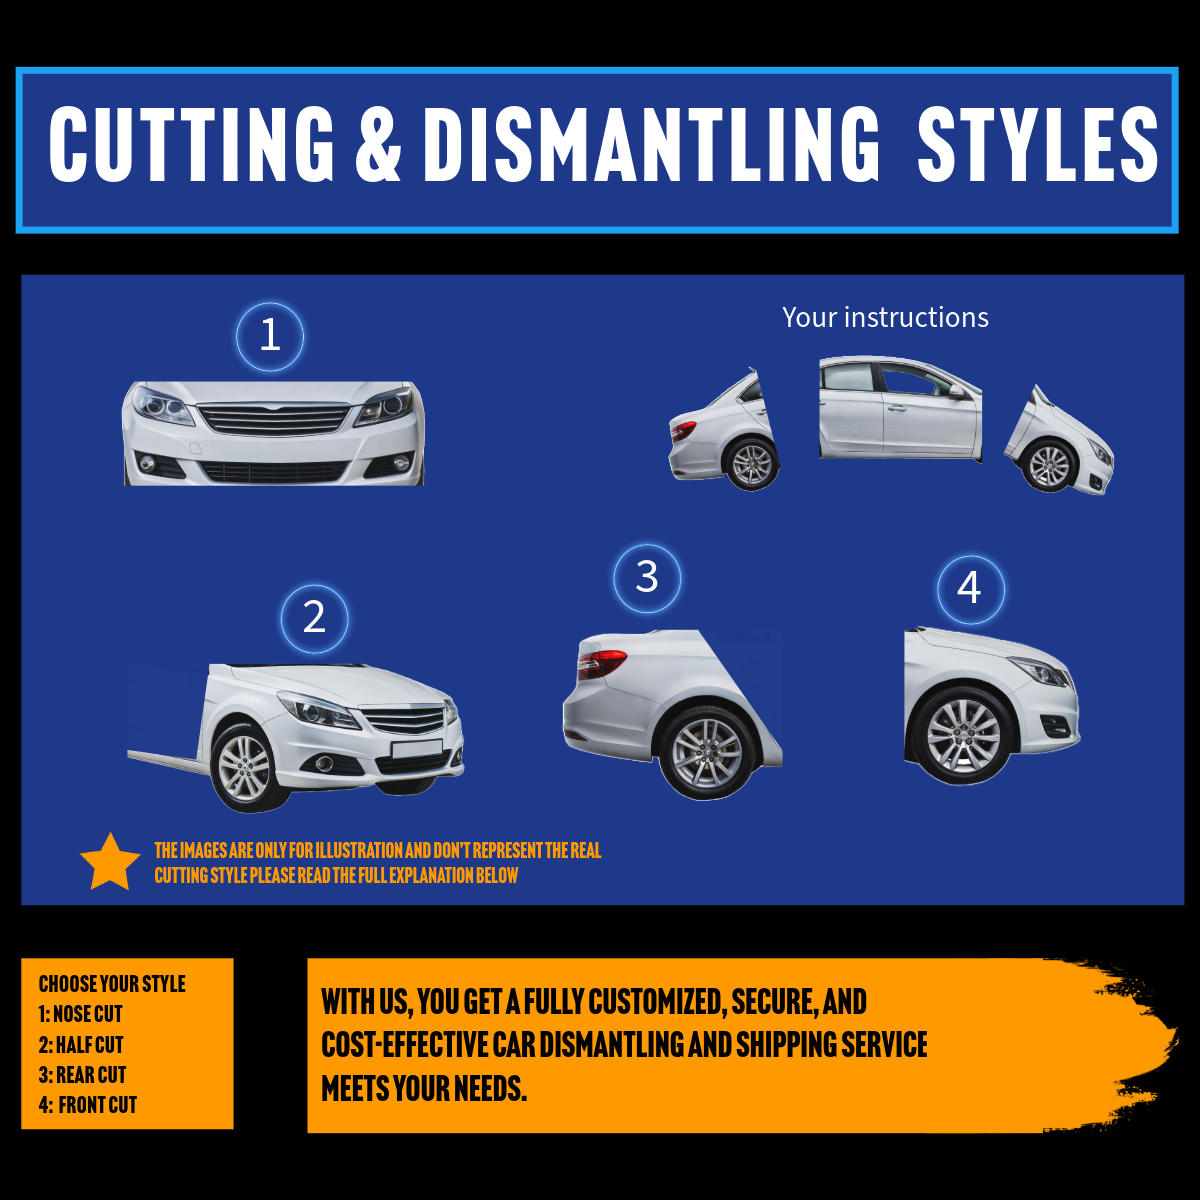 CUTTING & DISMANTLING STYLES
1
Your instructions
2
3
4
THE IMAGES ARE ONLY FOR ILLUSTRATION AND DON'T REPRESENT THE REAL
CUTTING STYLE PLEASE READ THE FULL EXPLANATION BELOW
CHOOSE YOUR STYLE
1: NOSE CUT
2: HALF CUT
3: REAR CUT
4: FRONT CUT
WITH US, YOU GET A FULLY CUSTOMIZED, SECURE, AND
COST-EFFECTIVE CAR DISMANTLING AND SHIPPING SERVICE
MEETS YOUR NEEDS.